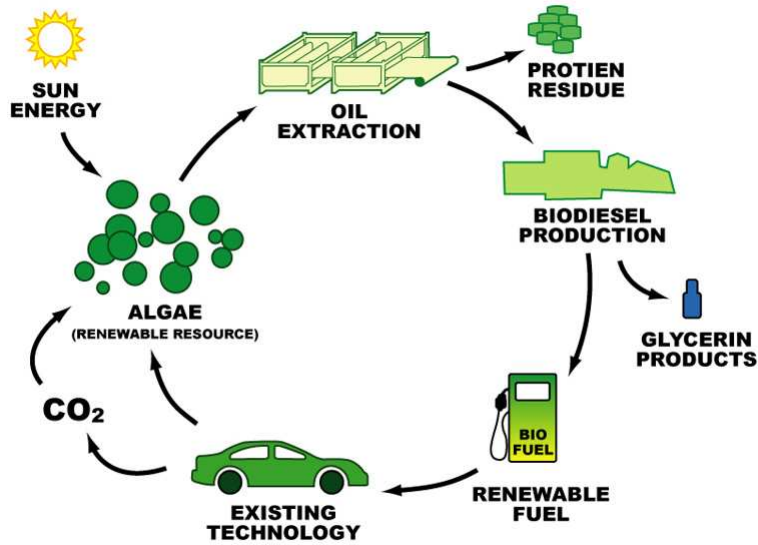 SUN
ENERGY
OIL
EXTRACTION
PROTIEN
RESIDUE
BIODIESEL
PRODUCTION
GLYCERIN
PRODUCTS
ALGAE
(RENEWABLE RESOURCE)
CO₂
BIO
FUEL
RENEWABLE
FUEL
EXISTING
TECHNOLOGY